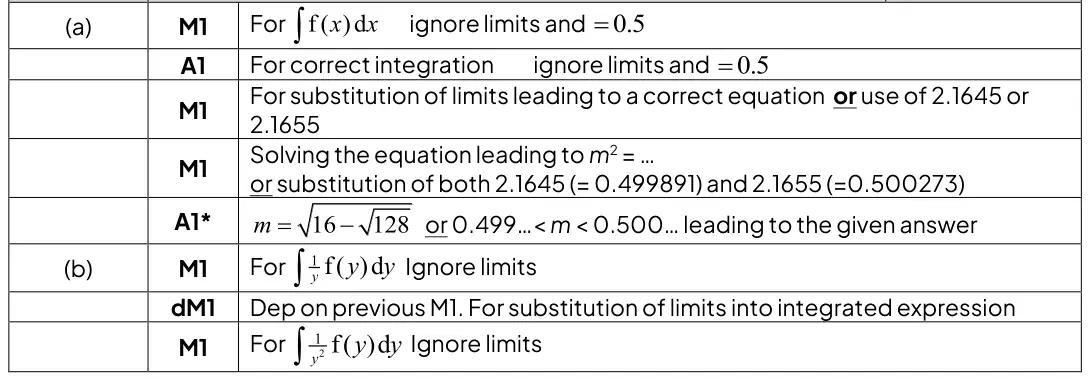 (a) M1 For ∫f(x)dx ignore limits and = 0.5
A1 For correct integration ignore limits and = 0.5
M1 For substitution of limits leading to a correct equation or use of 2.1645 or
2.1655
M1 Solving the equation leading to m² = ...
or substitution of both 2.1645 (= 0.499891) and 2.1655 (=0.500273)
A1* m = √(16 − √128) or 0.499...< m < 0.500... leading to the given answer
(b) M1 For ∫ 1/y f(y)dy Ignore limits
dM1 Dep on previous M1. For substitution of limits into integrated expression
M1 For ∫ 1/y² f(y)dy Ignore limits